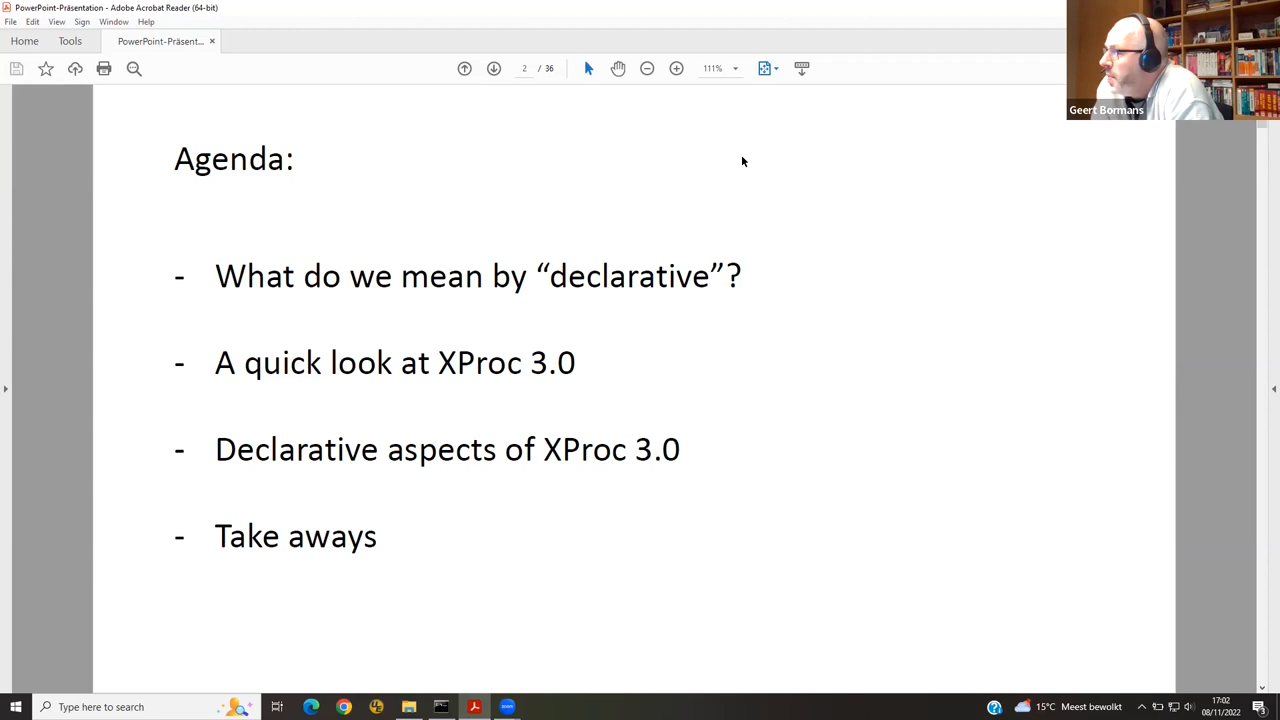 PowerPoint-Präsentation - Adobe Acrobat Reader (64-bit)
File Edit View Sign Window Help
Home Tools PowerPoint-Präsent... ×
2 / 36 111%
Geert Bormans
Agenda:
- What do we mean by “declarative”?
- A quick look at XProc 3.0
- Declarative aspects of XProc 3.0
- Take aways
Type here to search
15°C Meest bewolkt
17:02
08/11/2022
3